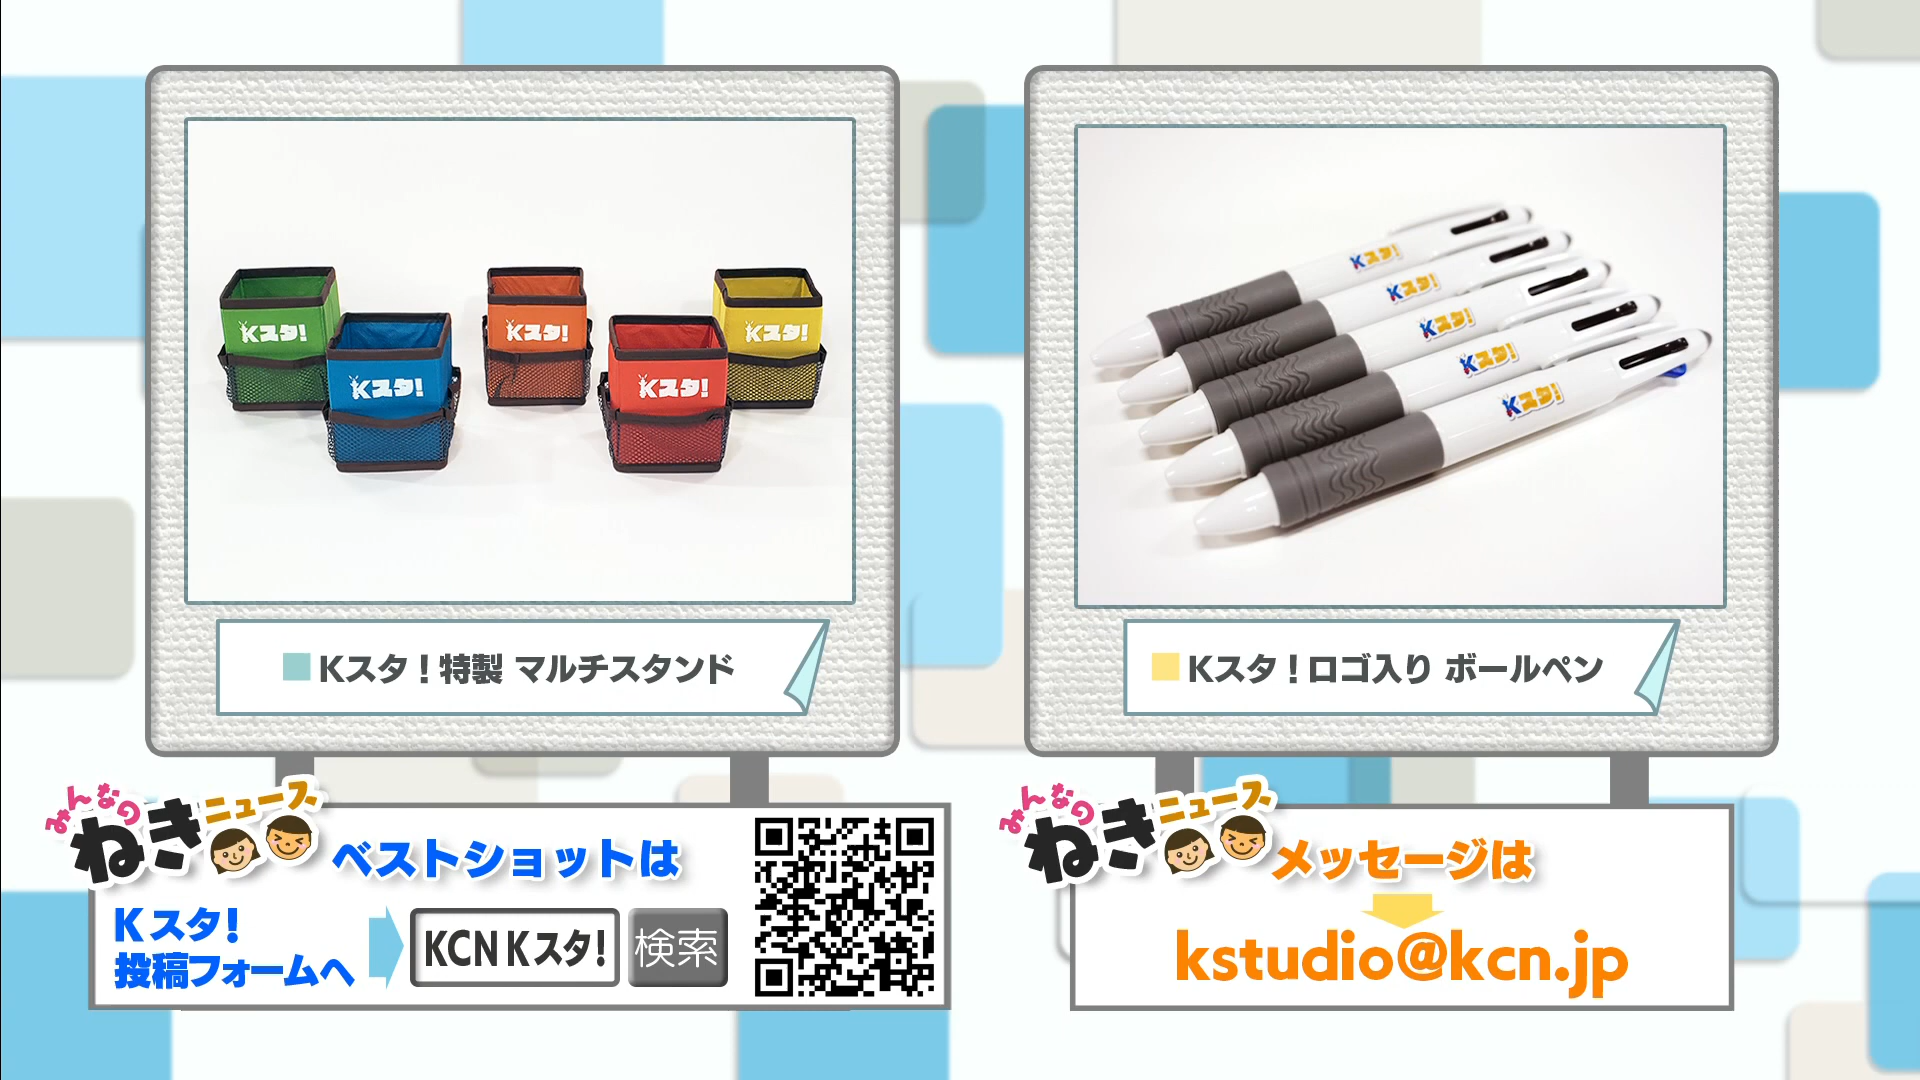 Kスタ!
Kスタ!
Kスタ!
Kスタ!
Kスタ!
■Kスタ！特製 マルチスタンド
Kスタ!
Kスタ!
Kスタ!
Kスタ!
Kスタ!
■Kスタ！ロゴ入り ボールペン
みんなの
ねきニュース
ベストショットは
Kスタ!
投稿フォームへ
KCN Kスタ!
検索
みんなの
ねきニュース
メッセージは
kstudio@kcn.jp